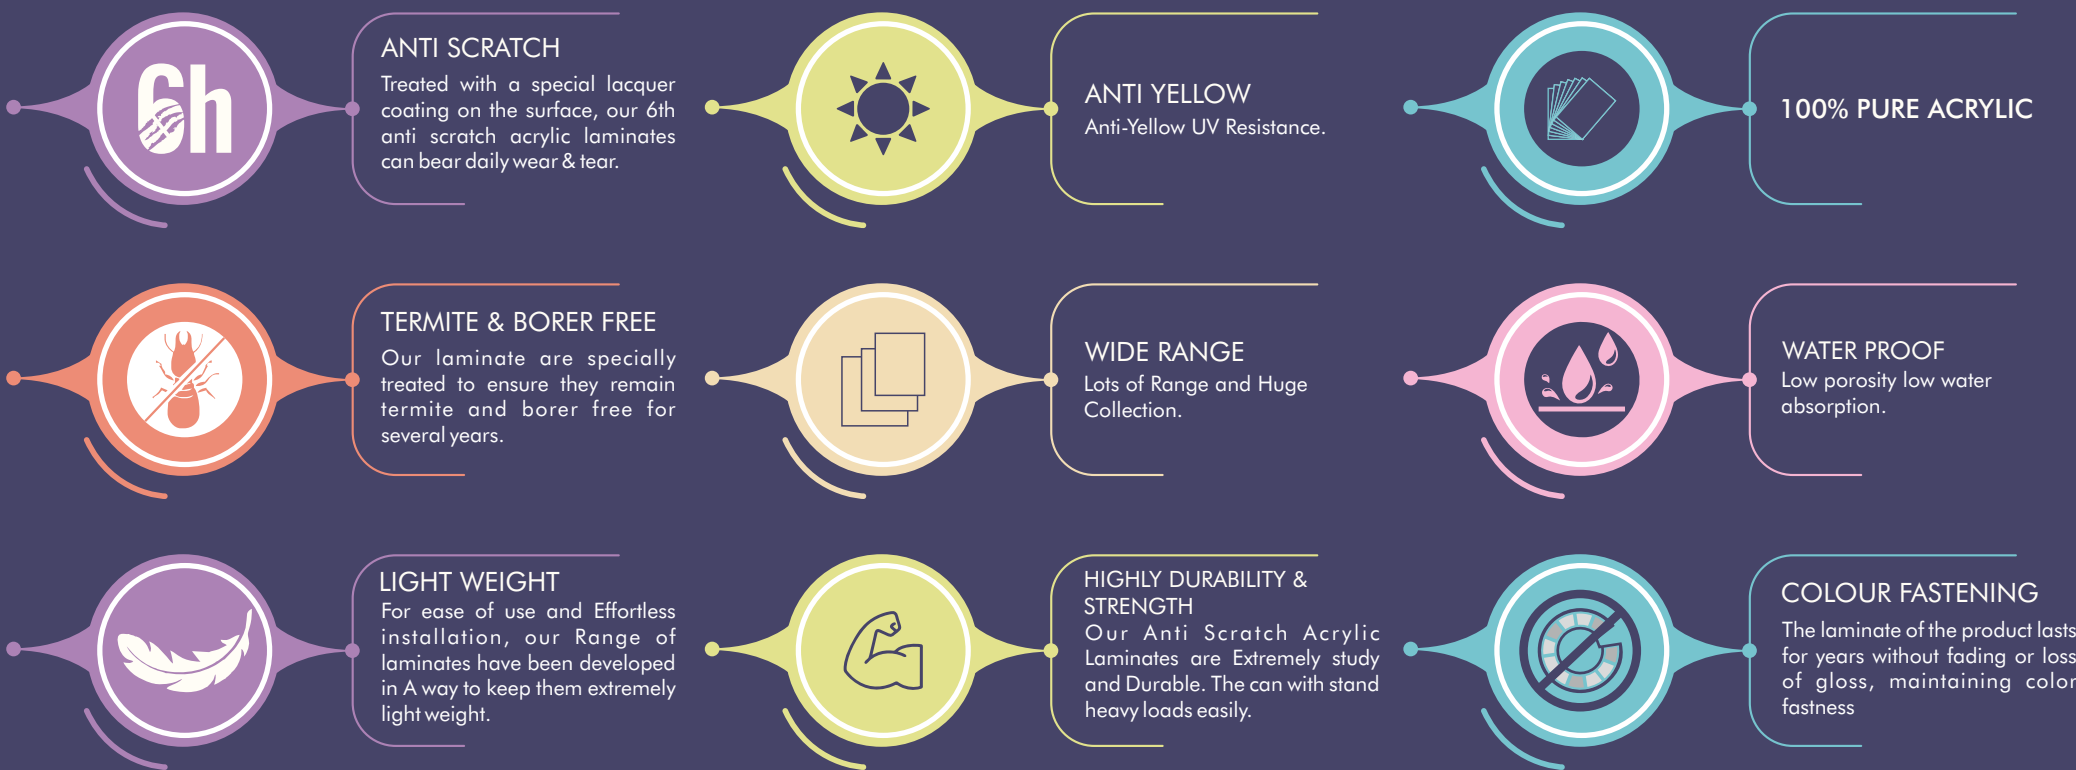 6h
ANTI SCRATCH
Treated with a special lacquer
coating on the surface, our 6th
anti scratch acrylic laminates
can bear daily wear & tear.
ANTI YELLOW
Anti-Yellow UV Resistance.
100% PURE ACRYLIC
TERMITE & BORER FREE
Our laminate are specially
treated to ensure they remain
termite and borer free for
several years.
WIDE RANGE
Lots of Range and Huge
Collection.
WATER PROOF
Low porosity low water
absorption.
LIGHT WEIGHT
For ease of use and Effortless
installation, our Range of
laminates have been developed
in A way to keep them extremely
light weight.
HIGHLY DURABILITY &
STRENGTH
Our Anti Scratch Acrylic
Laminates are Extremely study
and Durable. The can with stand
heavy loads easily.
COLOUR FASTENING
The laminate of the product lasts
for years without fading or loss
of gloss, maintaining color
fastness